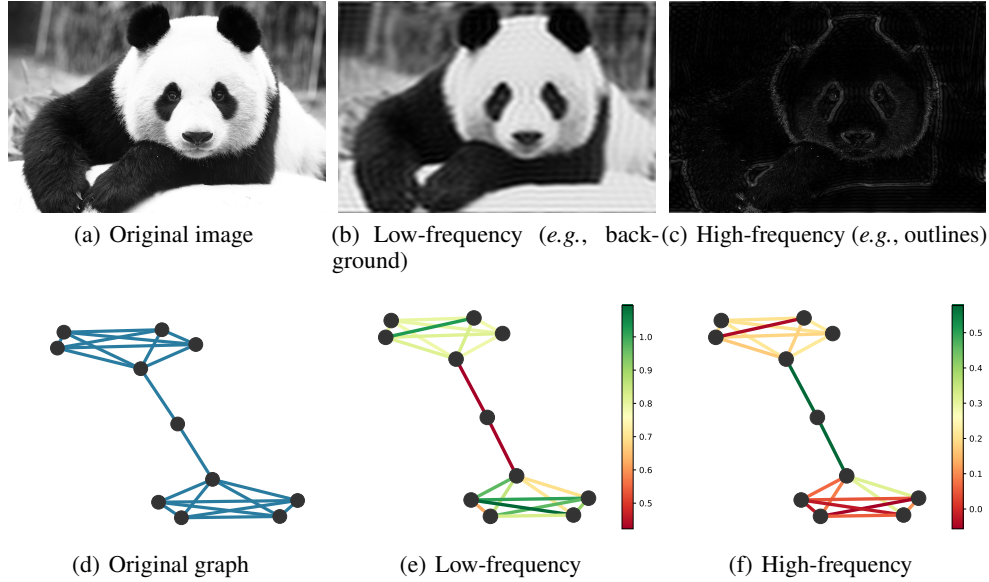 (a) Original image
(b) Low-frequency (e.g., back-
ground)
(c) High-frequency (e.g., outlines)
1.0
0.9
0.8
0.7
0.6
0.5
0.5
0.4
0.3
0.2
0.1
0.0
(d) Original graph
(e) Low-frequency
(f) High-frequency